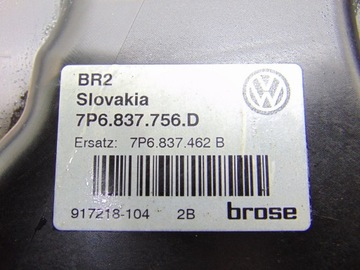 BR2
Slovakia
7P6.837.756.D
Ersatz: 7P6.837.462 B
917218-104 2B brose